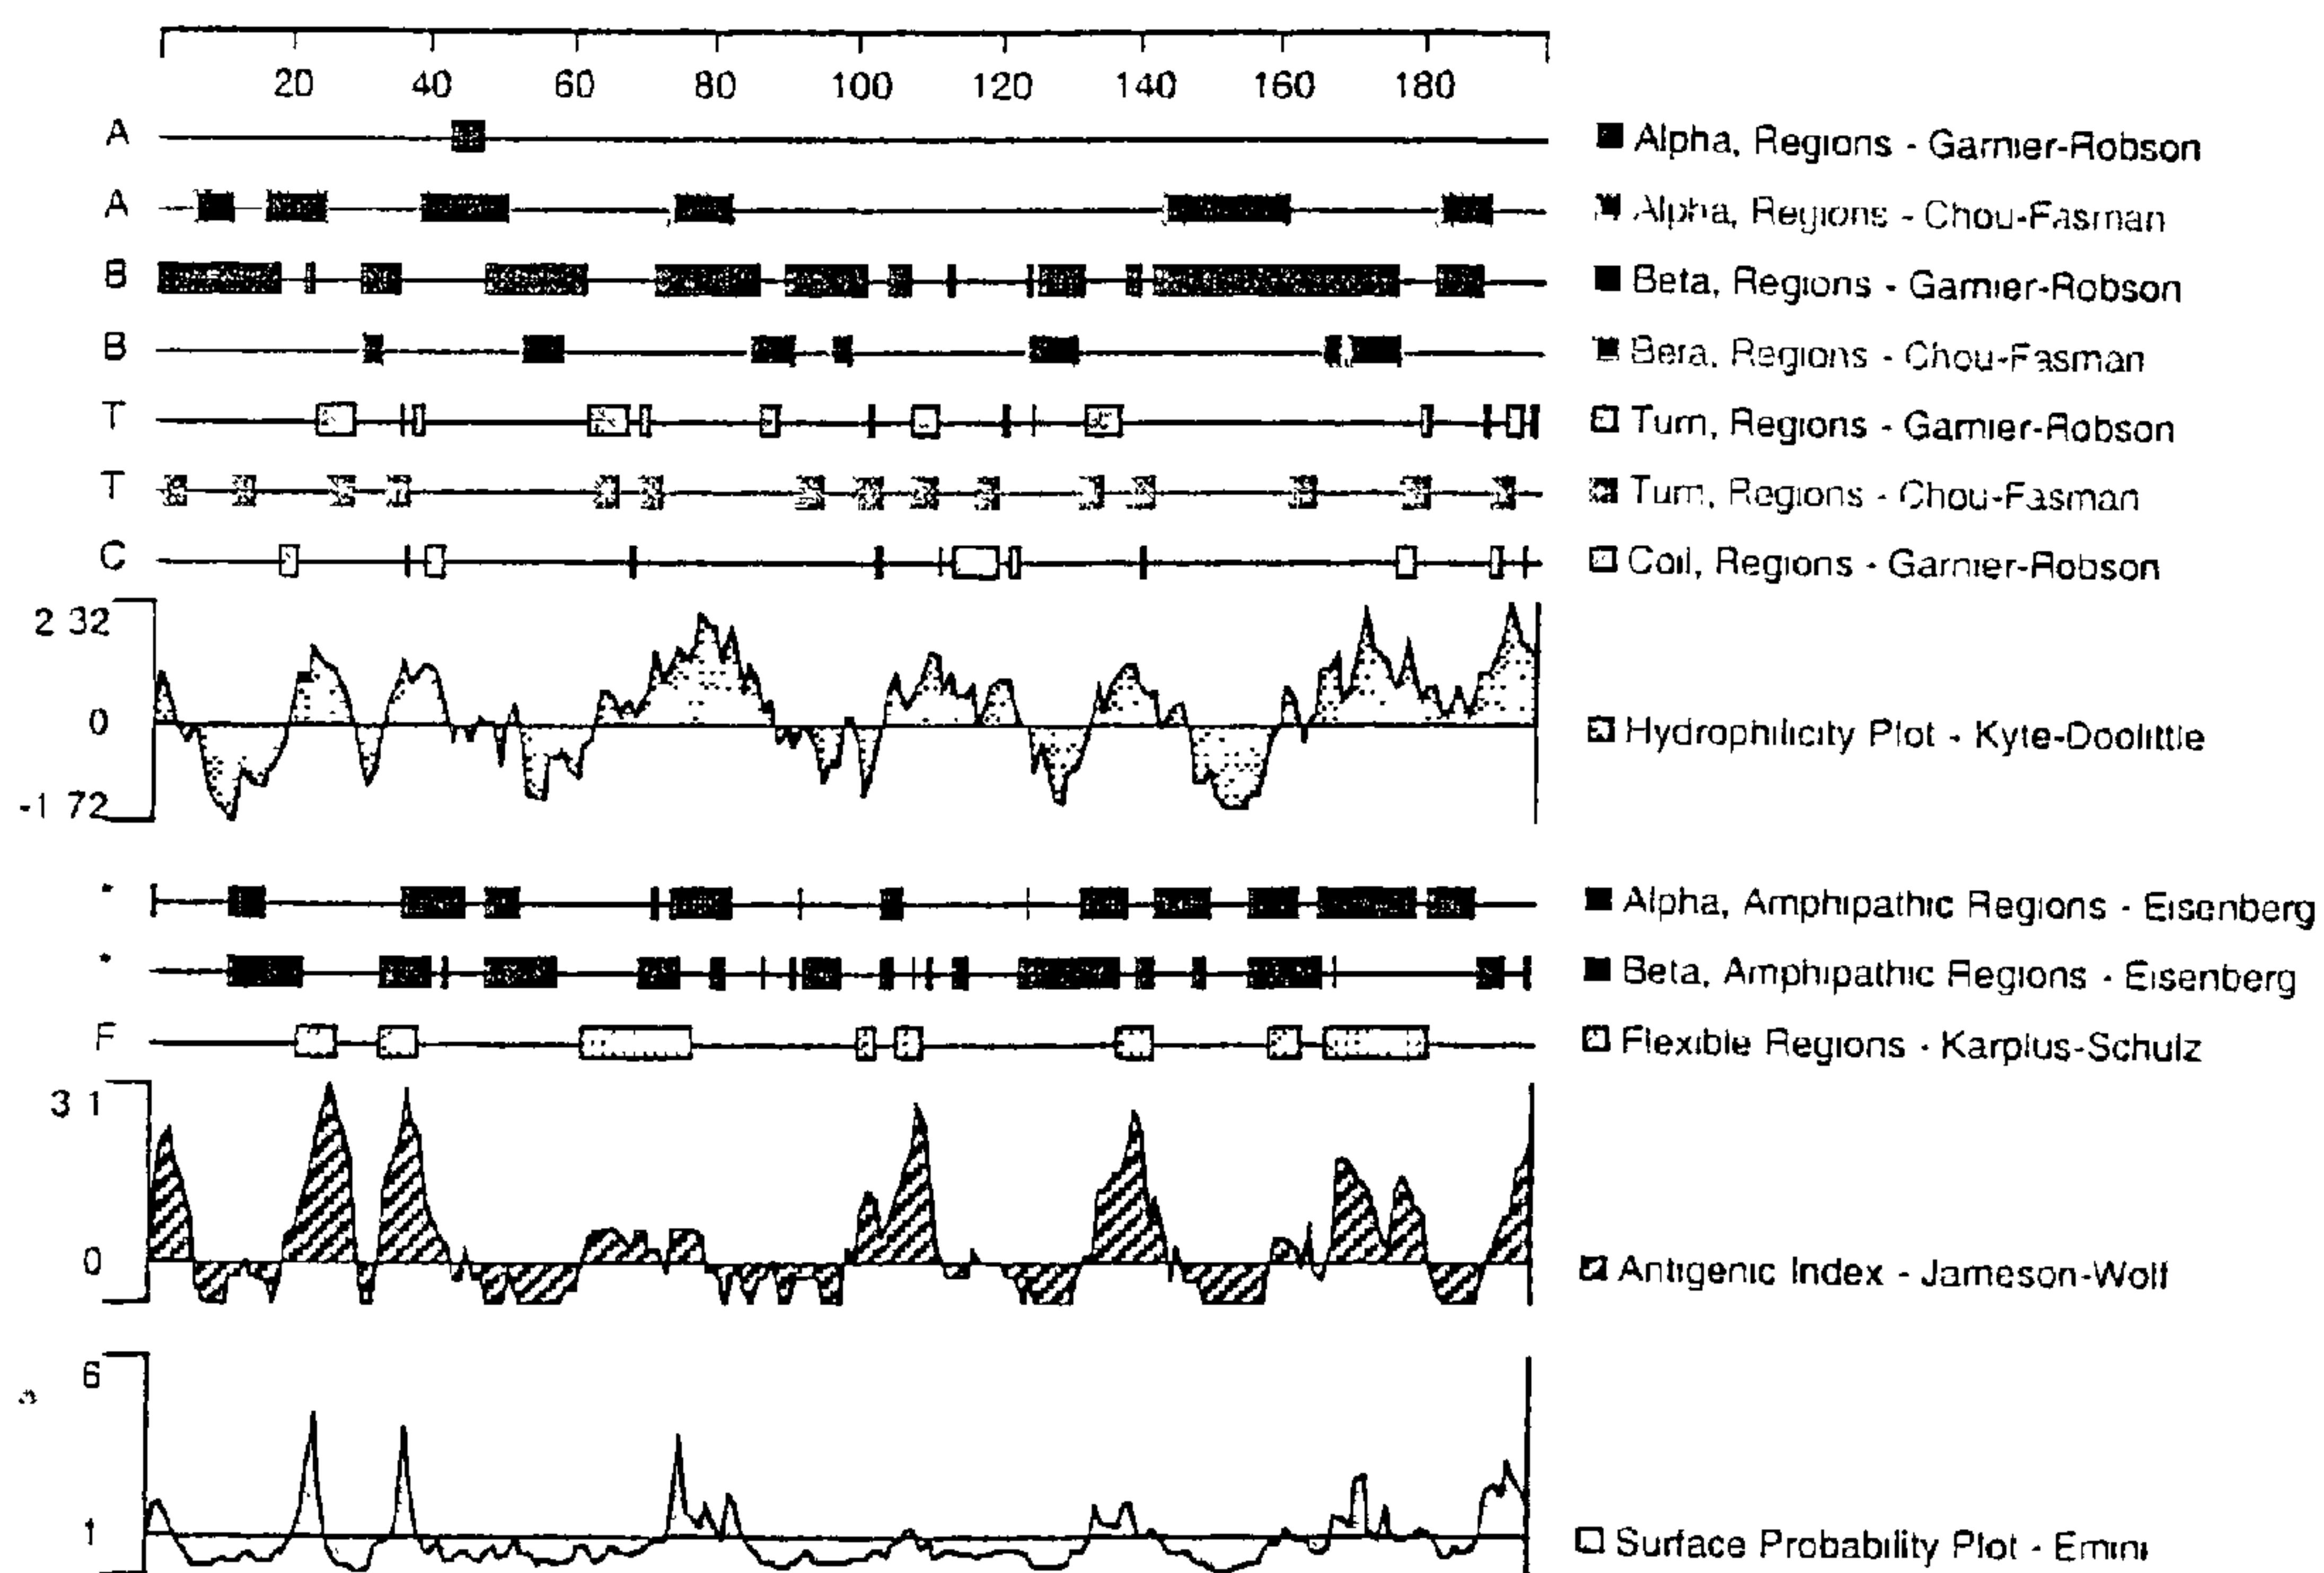 20 40 60 80 100 120 140 160 180
A Alpha, Regions - Garnier-Robson
A Alpha, Regions - Chou-Fasman
B Beta, Regions - Garnier-Robson
B Bera, Regions - Chou-Fasman
T Turn, Regions - Garnier-Robson
T Turn, Regions - Chou-Fasman
C Coil, Regions - Garnier-Robson
2 32
0 Hydrophilicity Plot - Kyte-Doolittle
-1 72
* Alpha, Amphipathic Regions - Eisenberg
* Beta, Amphipathic Regions - Eisenberg
F Flexible Regions - Karplus-Schulz
3 1
0 Antigenic Index - Jameson-Wolf
6
1 Surface Probability Plot - Emini